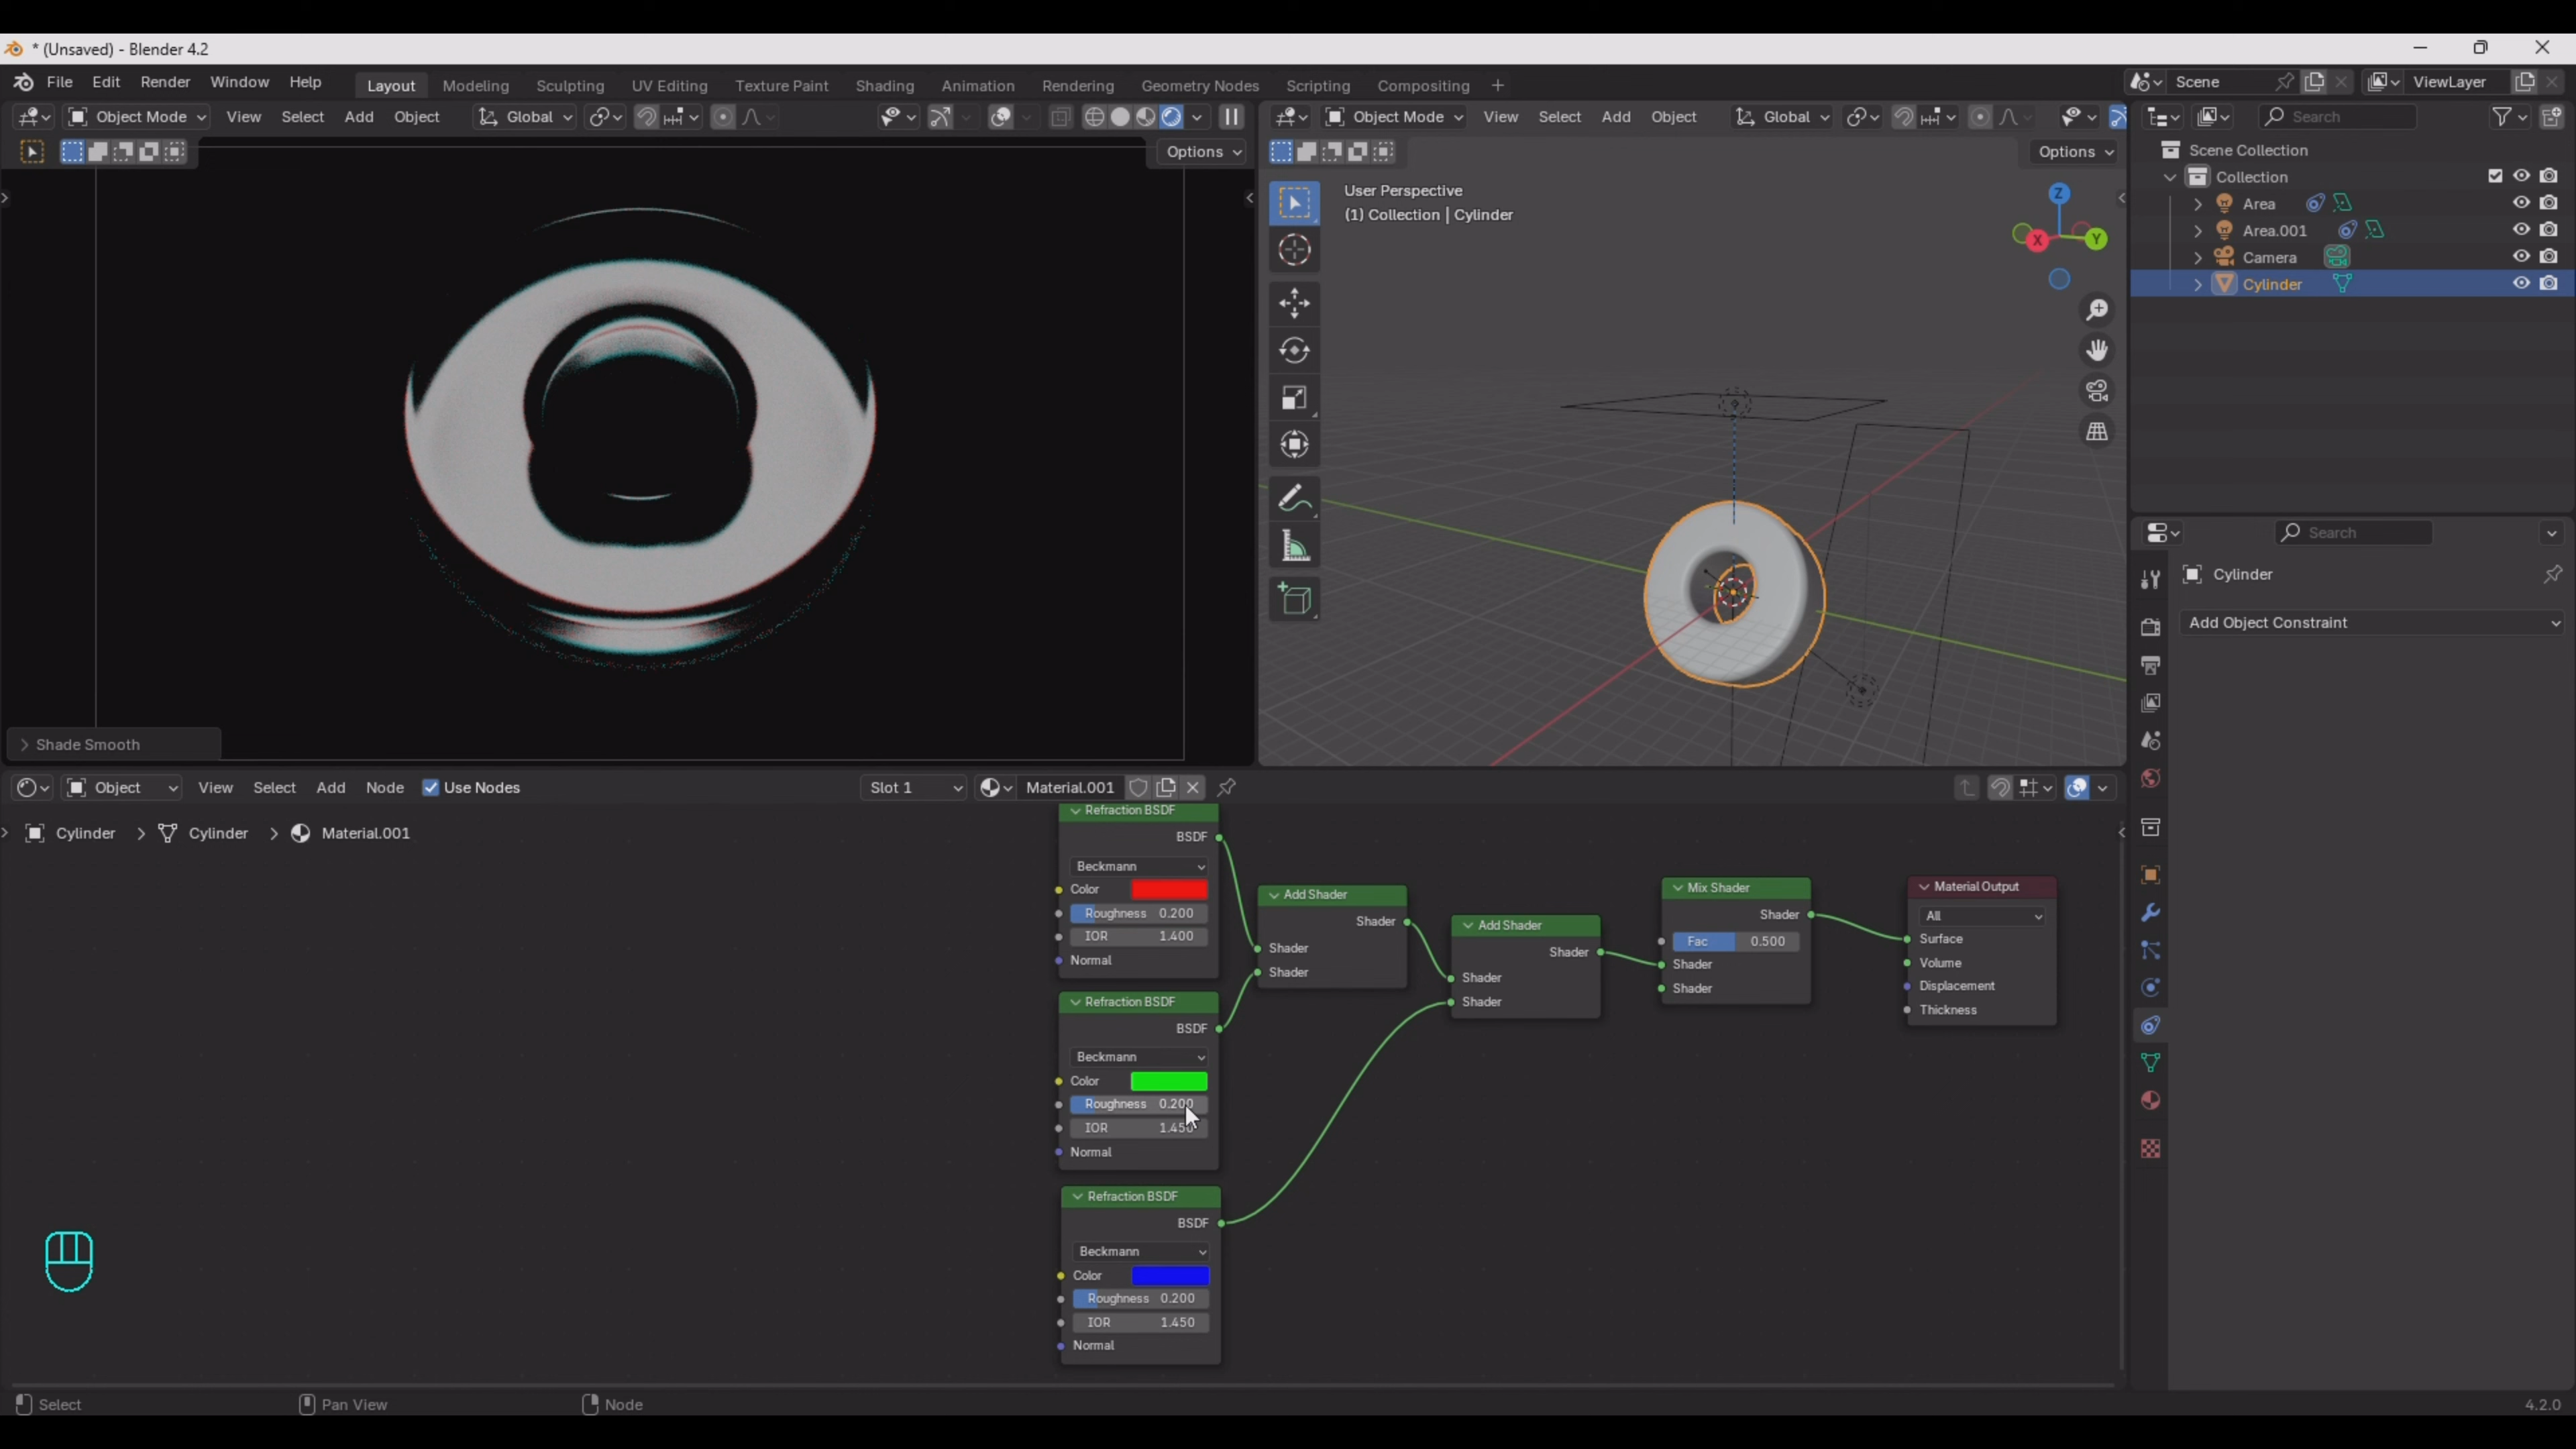 * (Unsaved) - Blender 4.2
File Edit Render Window Help Layout Modeling Sculpting UV Editing Texture Paint Shading Animation Rendering Geometry Nodes Scripting Compositing + Scene ViewLayer
Object Mode View Select Add Object Global
Object Mode View Select Add Object Global
Search
Options
Options
User Perspective
(1) Collection | Cylinder
Z
X
Y
Scene Collection
Collection
Area
Area.001
Camera
Cylinder
Search
Cylinder
Add Object Constraint
Shade Smooth
Object View Select Add Node Use Nodes Slot 1 Material.001
Cylinder > Cylinder > Material.001
Refraction BSDF
BSDF
Beckmann
Color
Roughness 0.200
IOR 1.400
Normal
Refraction BSDF
BSDF
Beckmann
Color
Roughness 0.200
IOR 1.450
Normal
Refraction BSDF
BSDF
Beckmann
Color
Roughness 0.200
IOR 1.450
Normal
Add Shader
Shader
Shader
Shader
Add Shader
Shader
Shader
Shader
Mix Shader
Shader
Fac 0.500
Shader
Shader
Material Output
All
Surface
Volume
Displacement
Thickness
Select Pan View Node 4.2.0